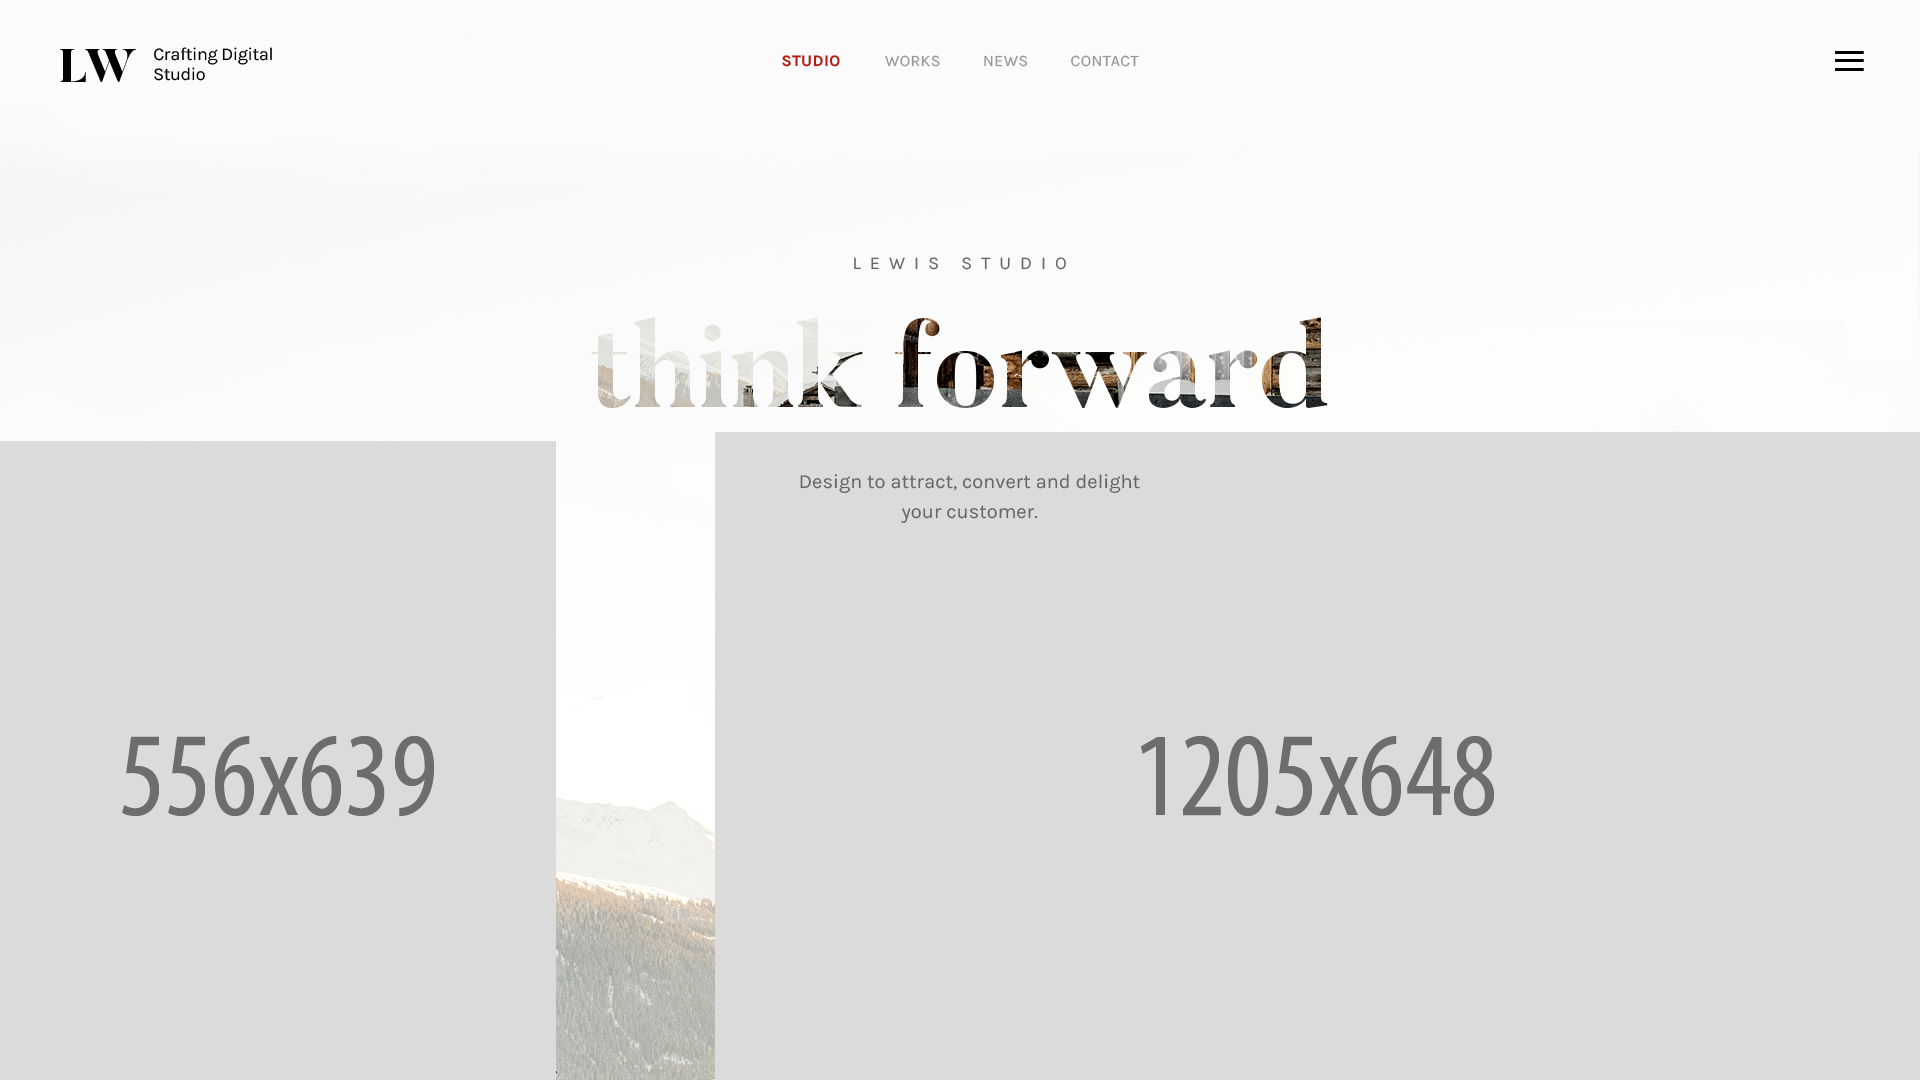 LW
Crafting Digital
Studio
STUDIO WORKS NEWS CONTACT
LEWIS STUDIO
think forward
Design to attract, convert and delight
your customer.
556x639
1205x648